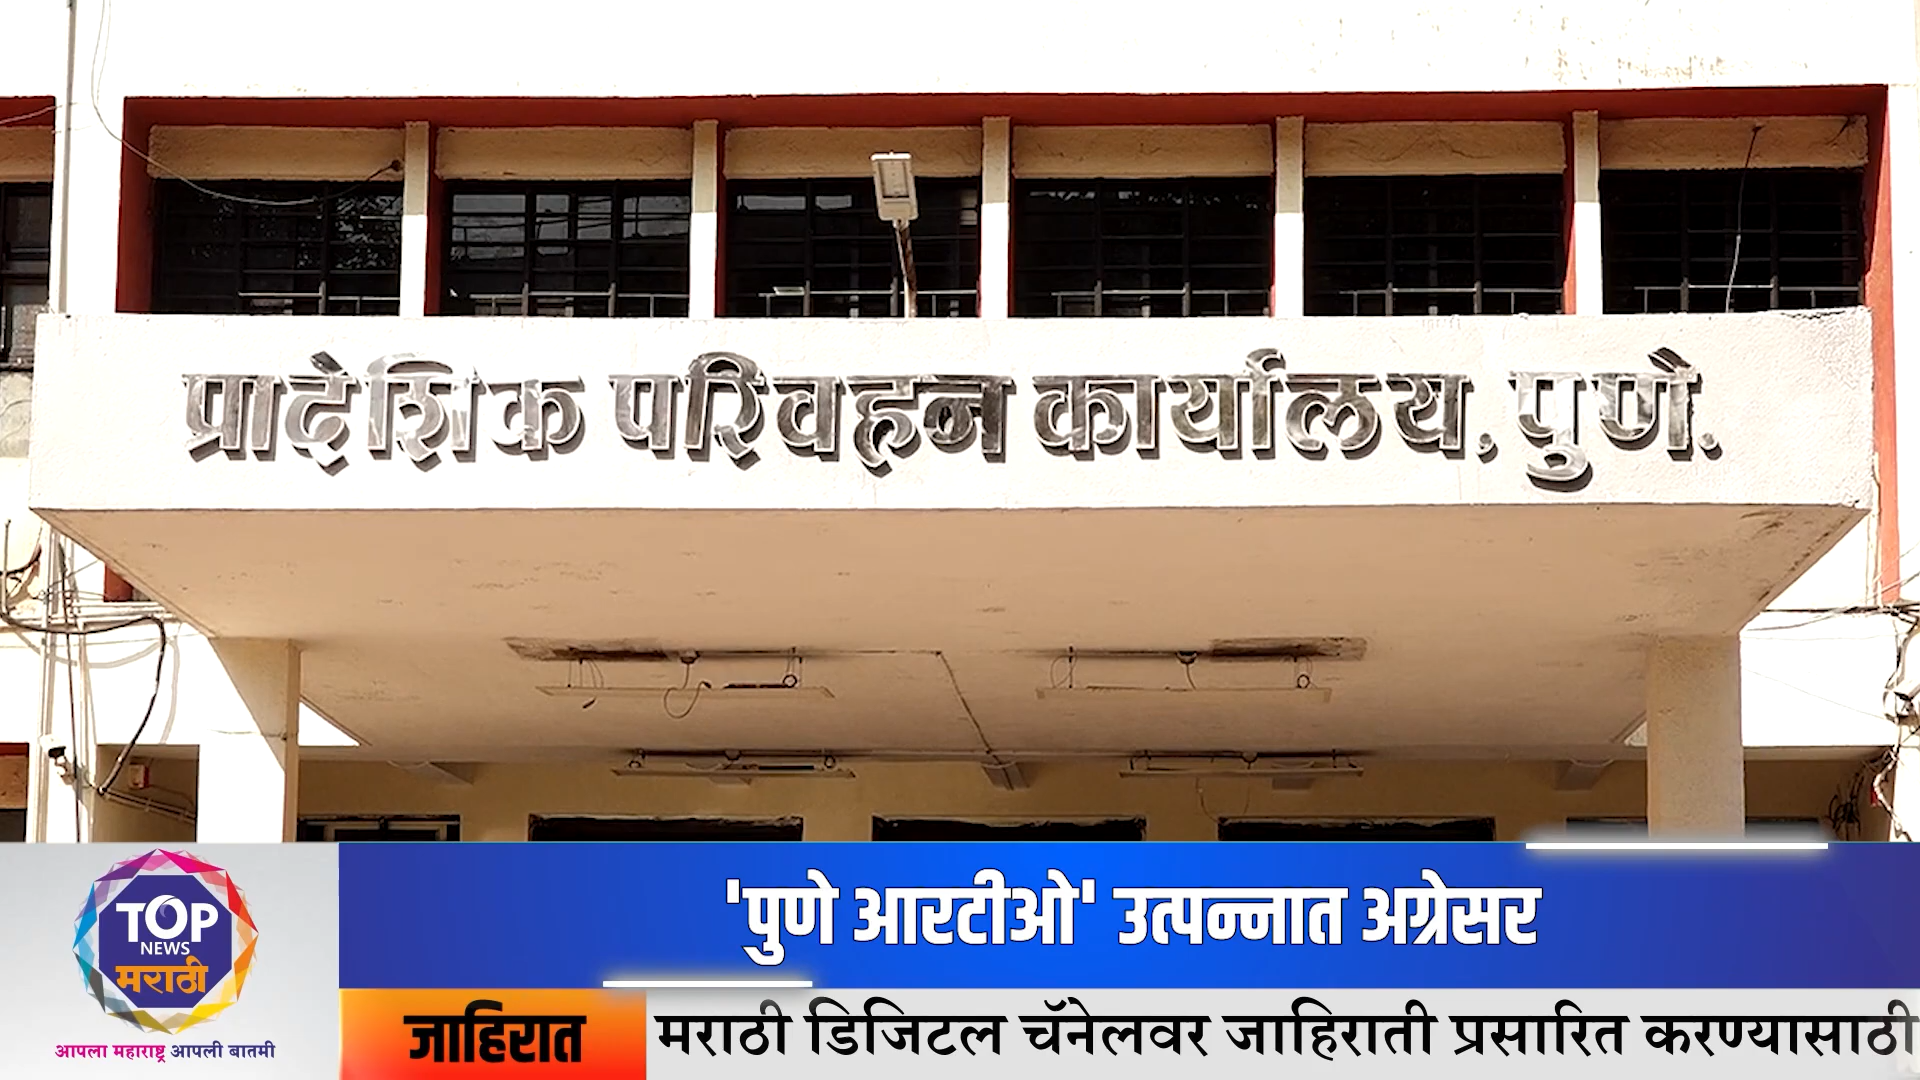 प्रादेशिक परिवहन कार्यालय, पुणे.
'पुणे आरटीओ' उत्पन्नात अग्रेसर
TOP
NEWS
मराठी
आपला महाराष्ट्र आपली बातमी
जाहिरात
मराठी डिजिटल चॅनेलवर जाहिराती प्रसारित करण्यासाठी